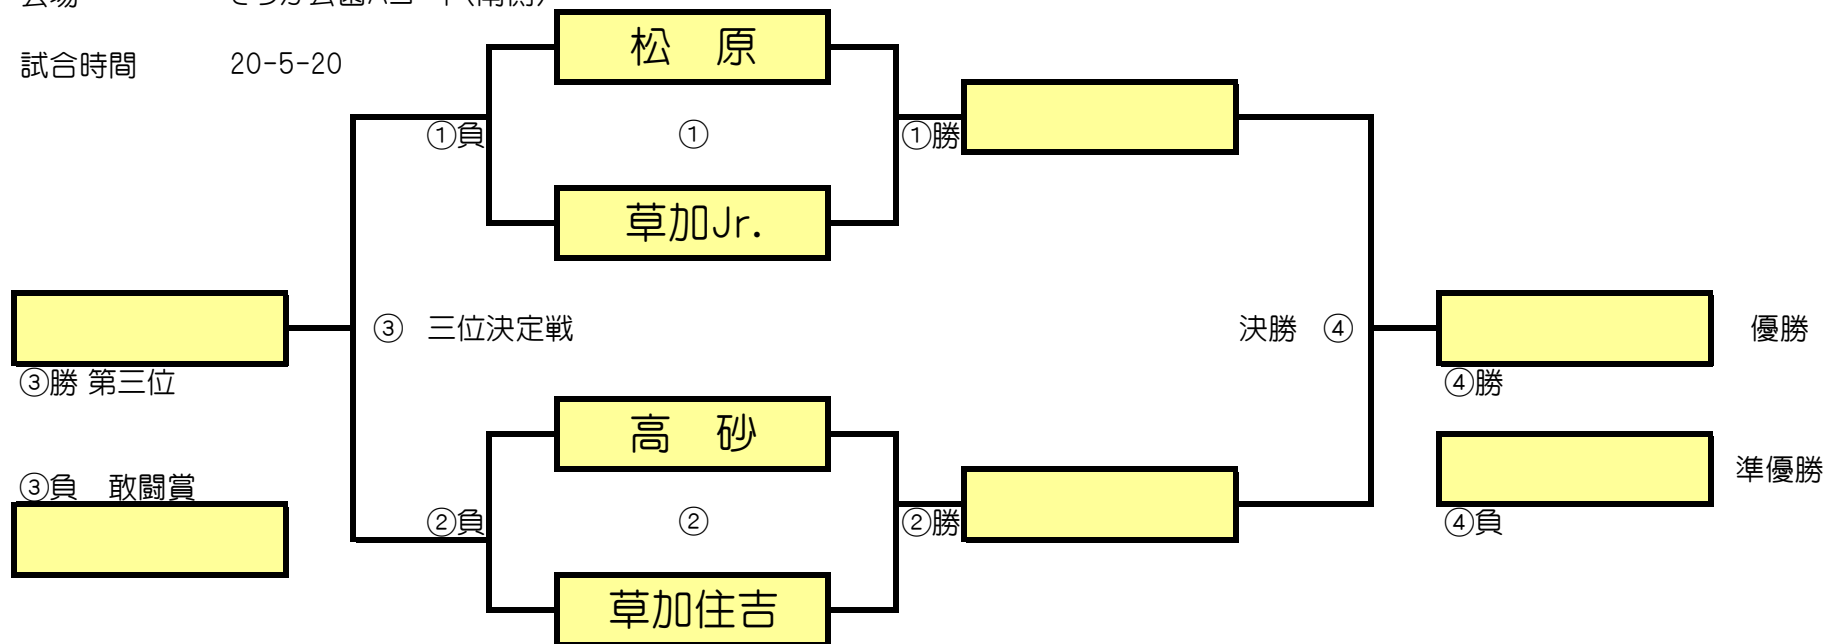 試合時間 20-5-20
松 原
①負 ① ①勝
草加Jr.
③ 三位決定戦 決勝 ④ 優勝
③勝 第三位 ④勝
高 砂
準優勝
③負 敢闘賞
②負 ② ②勝 ④負
草加住吉